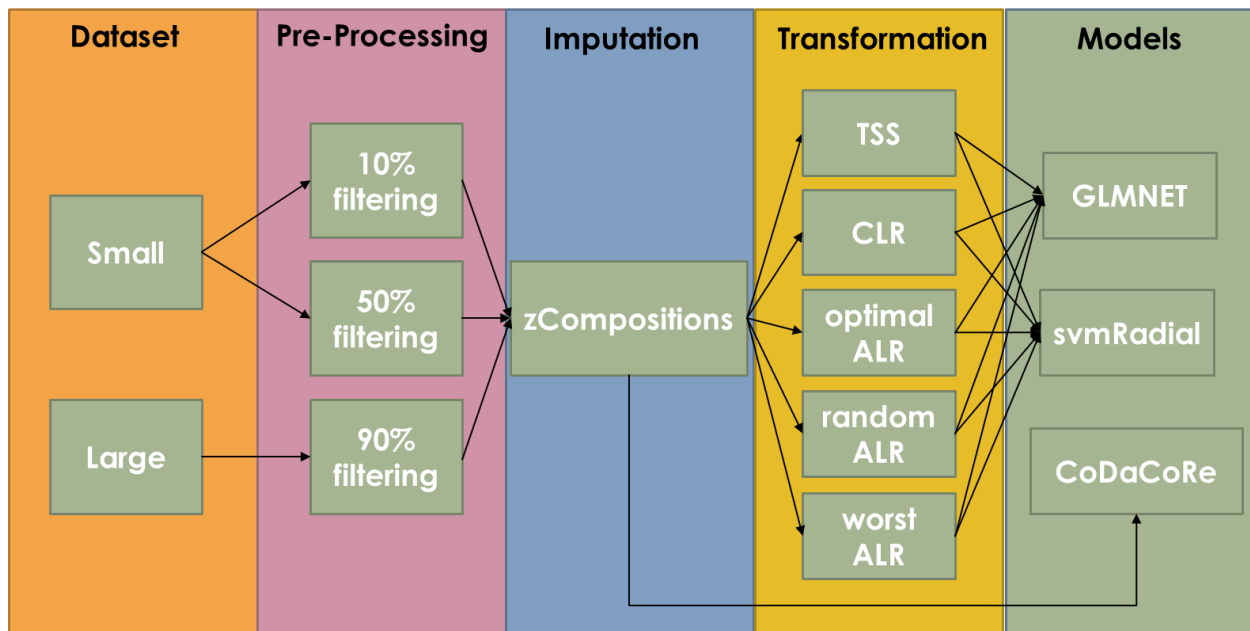 Dataset
Pre-Processing
Imputation
Transformation
Models
Small
Large
10%
filtering
50%
filtering
90%
filtering
zCompositions
TSS
CLR
optimal
ALR
random
ALR
worst
ALR
GLMNET
svmRadial
CoDaCoRe